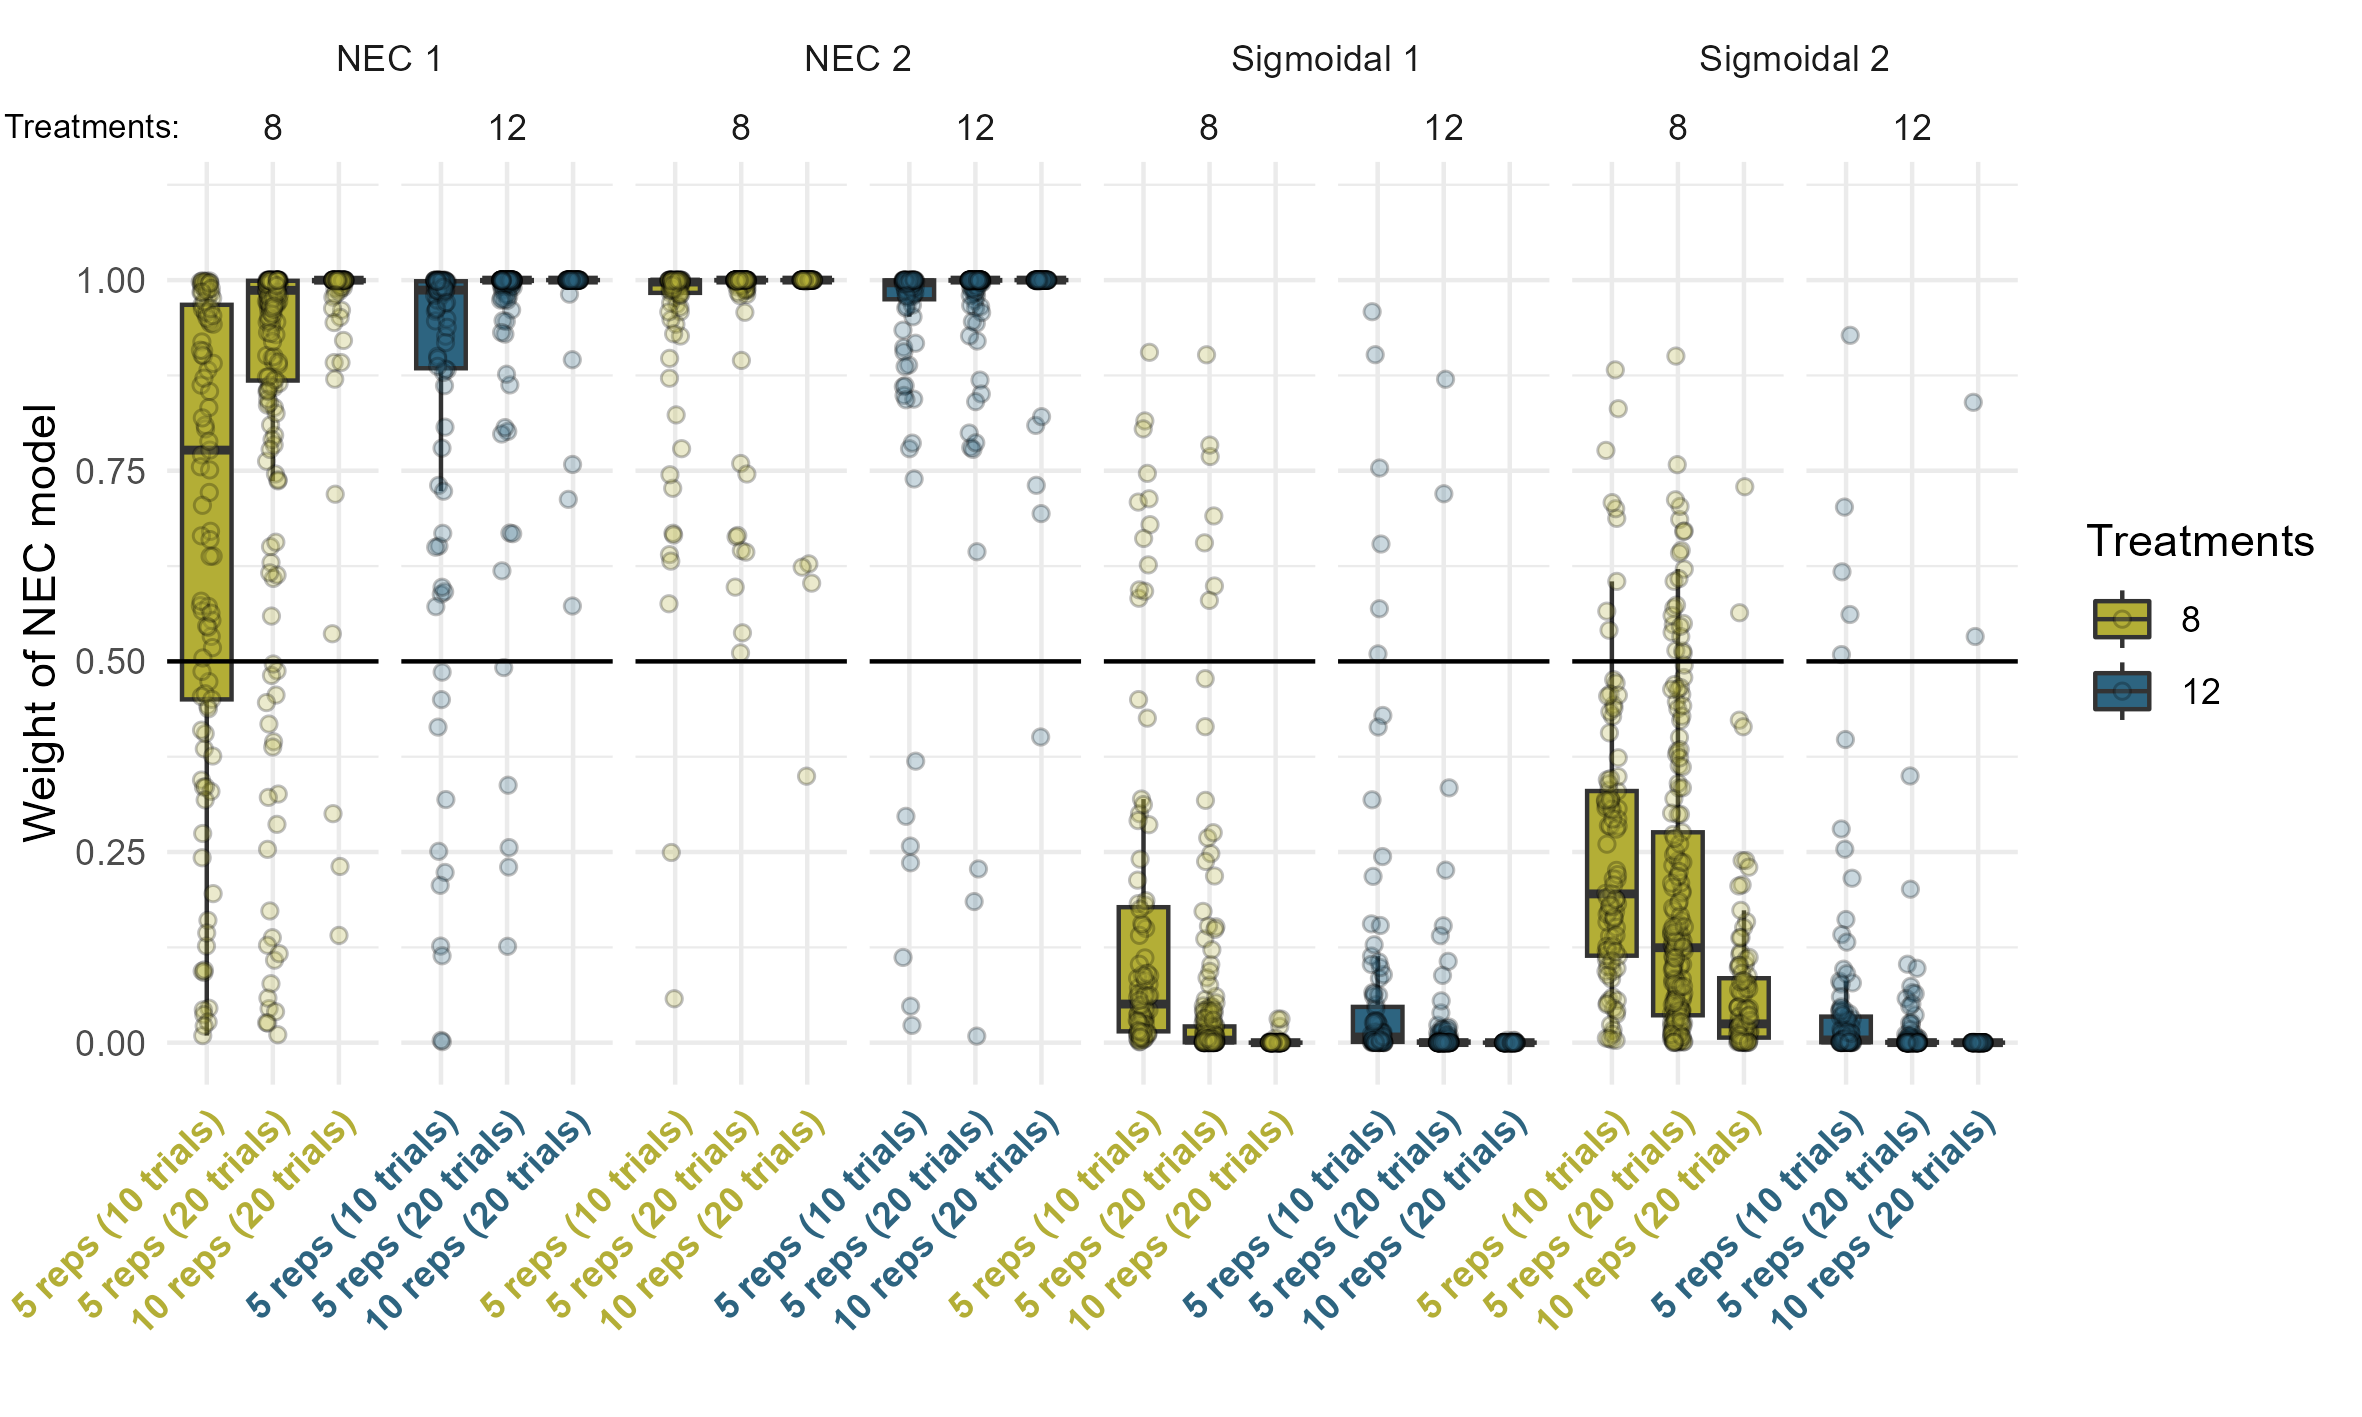 NEC 1 NEC 2 Sigmoidal 1 Sigmoidal 2
Treatments: 8 12 8 12 8 12 8 12
Weight of NEC model
1.00
0.75
0.50
0.25
0.00
Treatments
8
12
5 reps (10 trials)
5 reps (20 trials)
10 reps (20 trials)
5 reps (10 trials)
5 reps (20 trials)
10 reps (20 trials)
5 reps (10 trials)
5 reps (20 trials)
10 reps (20 trials)
5 reps (10 trials)
5 reps (20 trials)
10 reps (20 trials)
5 reps (10 trials)
5 reps (20 trials)
10 reps (20 trials)
5 reps (10 trials)
5 reps (20 trials)
10 reps (20 trials)
5 reps (10 trials)
5 reps (20 trials)
10 reps (20 trials)
5 reps (10 trials)
5 reps (20 trials)
10 reps (20 trials)